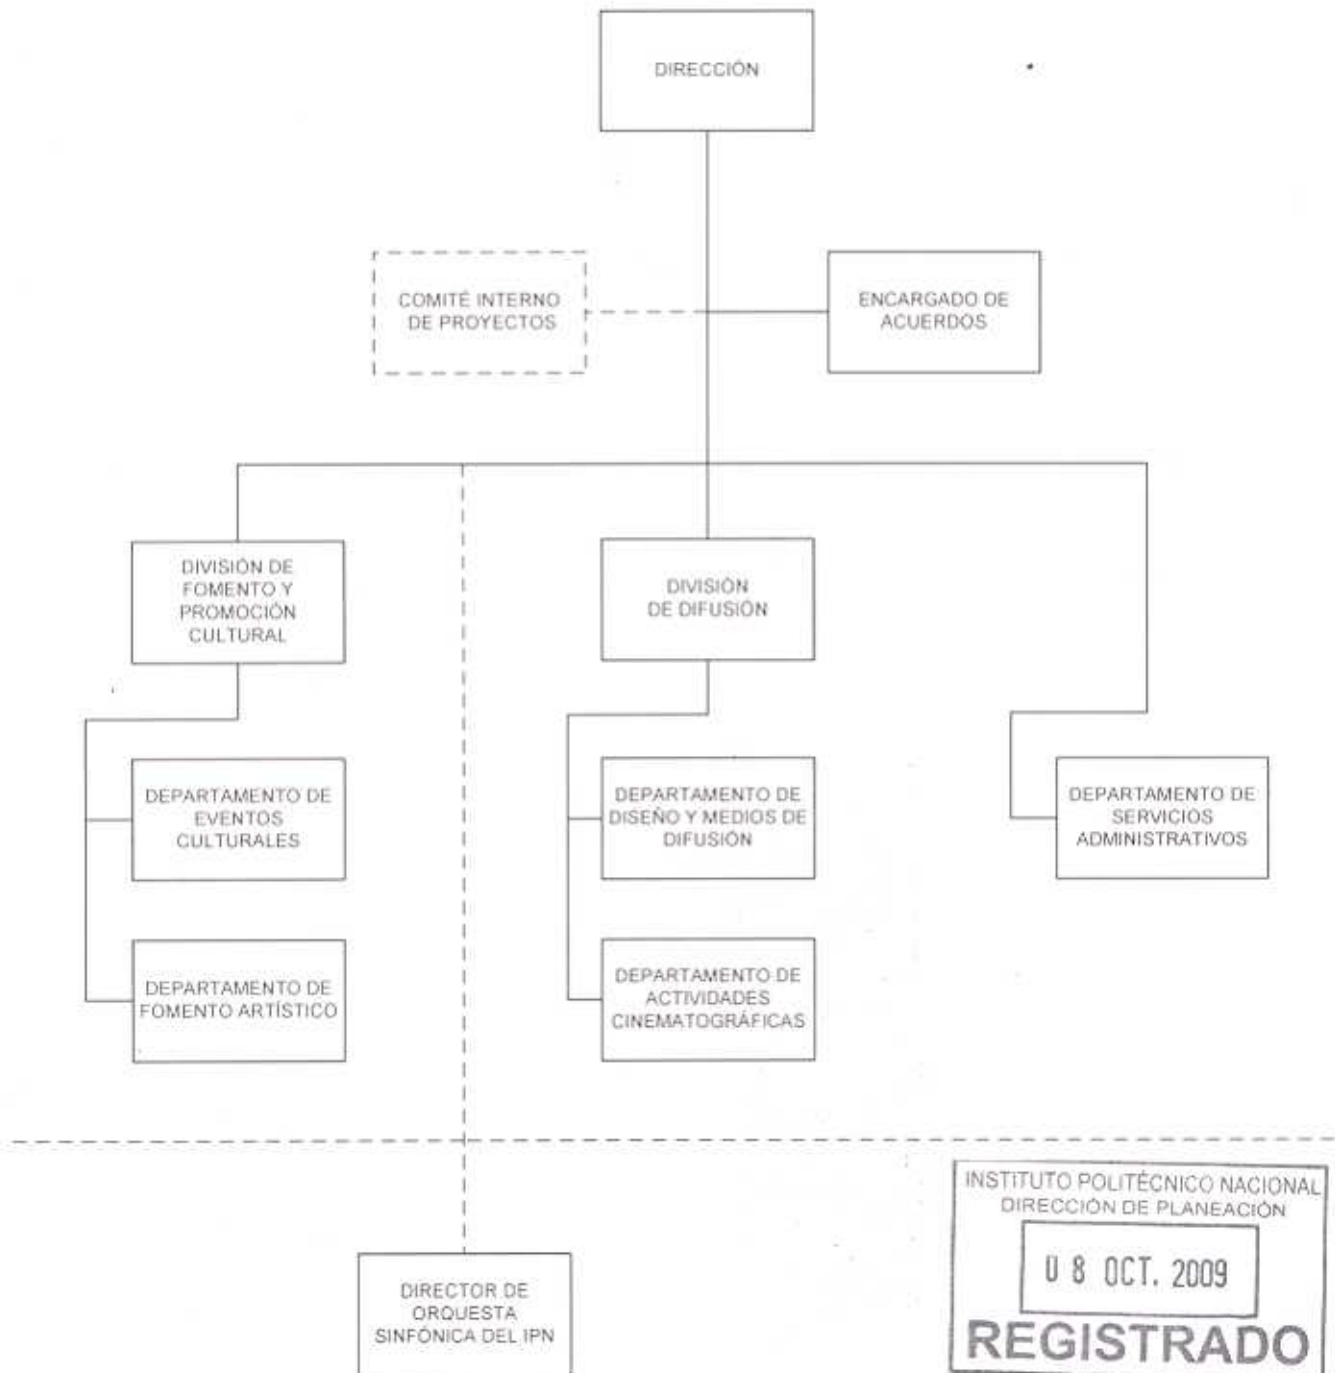 DIRECCIÓN
COMITÉ INTERNO
DE PROYECTOS
ENCARGADO DE
ACUERDOS
DIVISIÓN DE
FOMENTO Y
PROMOCIÓN
CULTURAL
DIVISIÓN
DE DIFUSIÓN
DEPARTAMENTO DE
EVENTOS
CULTURALES
DEPARTAMENTO DE
DISEÑO Y MEDIOS DE
DIFUSIÓN
DEPARTAMENTO DE
SERVICIOS
ADMINISTRATIVOS
DEPARTAMENTO DE
FOMENTO ARTÍSTICO
DEPARTAMENTO DE
ACTIVIDADES
CINEMATOGRÁFICAS
DIRECTOR DE
ORQUESTA
SINFÓNICA DEL IPN
INSTITUTO POLITÉCNICO NACIONAL
DIRECCIÓN DE PLANEACIÓN
0 8 OCT. 2009
REGISTRADO